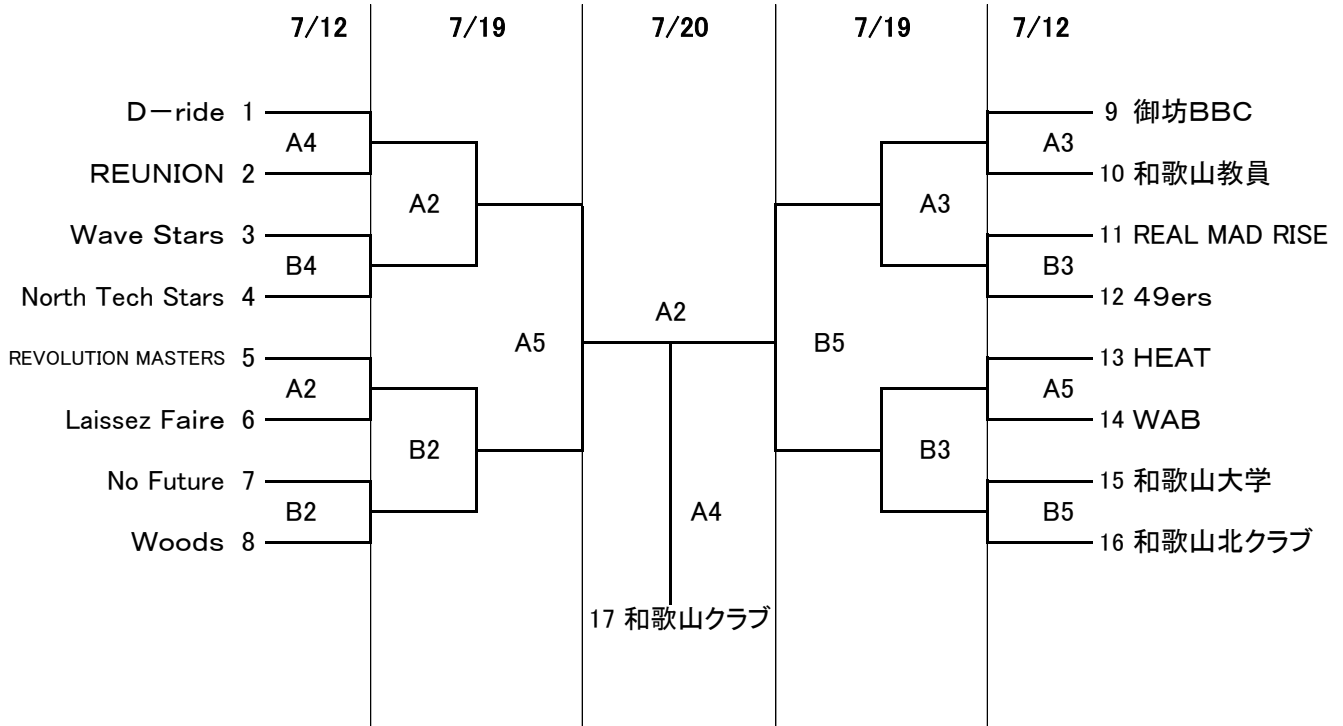 7/12 7/19 7/20 7/19 7/12
D－ride 1
A4
REUNION 2
A2
Wave Stars 3
B4
North Tech Stars 4
A5
REVOLUTION MASTERS 5
A2
Laissez Faire 6
B2
No Future 7
B2
Woods 8
A2
A4
17 和歌山クラブ
9 御坊BBC
A3
10 和歌山教員
A3
11 REAL MAD RISE
B3
12 49ers
B5
13 HEAT
A5
14 WAB
B3
15 和歌山大学
B5
16 和歌山北クラブ